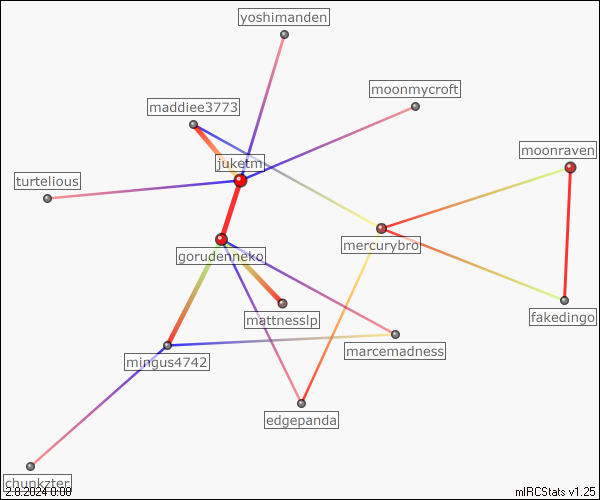 yoshimanden
moonmycroft
maddiee3773
moonraven
juketm
turtelious
mercurybro
gorudenneko
mattnesslp
fakedingo
marcemadness
mingus4742
edgepanda
chupkzter
2.8.2024 0:00
mIRCStats v1.25